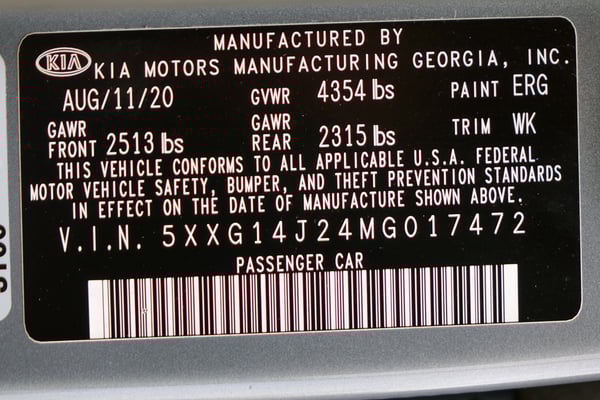 MANUFACTURED BY
KIA KIA MOTORS MANUFACTURING GEORGIA, INC.
AUG/11/20 GVWR 4354 lbs PAINT ERG
GAWR FRONT 2513 lbs GAWR REAR 2315 lbs TRIM WK
THIS VEHICLE CONFORMS TO ALL APPLICABLE U.S.A. FEDERAL
MOTOR VEHICLE SAFETY, BUMPER, AND THEFT PREVENTION STANDARDS
IN EFFECT ON THE DATE OF MANUFACTURE SHOWN ABOVE.
V.I.N. 5XXG14J24MG017472
PASSENGER CAR